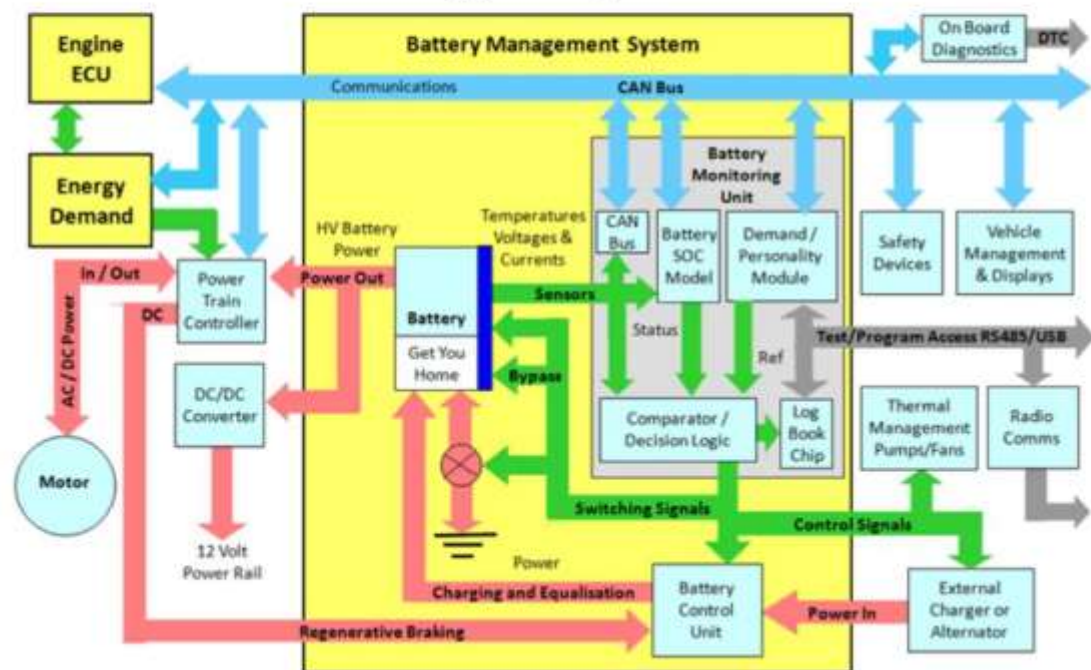 Engine
ECU
Battery Management System
On Board
Diagnostics
DTC
Communications
CAN Bus
Energy
Demand
Battery
Monitoring
Unit
HV Battery
Power
Temperatures
Voltages &
Currents
CAN
Bus
Battery
SOC
Model
Demand /
Personality
Module
Safety
Devices
Vehicle
Management
& Displays
In / Out
Power
Train
Controller
Power Out
Sensors
DC
Battery
Status
Test/Program Access RS485/USB
AC / DC Power
Get You
Home
Bypass
Ref
DC/DC
Converter
Comparator /
Decision Logic
Log
Book
Chip
Thermal
Management
Pumps/Fans
Radio
Comms
Motor
Switching Signals
Control Signals
12 Volt
Power Rail
Power
Charging and Equalisation
Battery
Control
Unit
Power In
External
Charger or
Alternator
Regenerative Braking